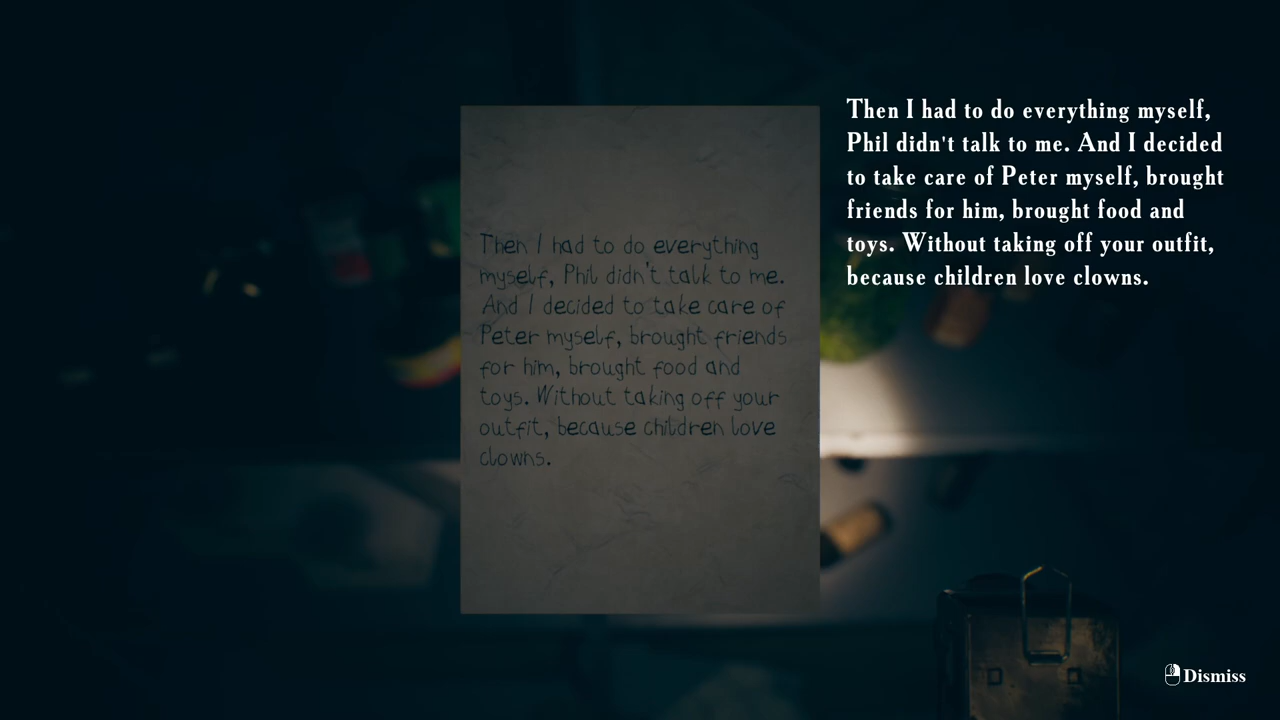 Then I had to do everything
myself, Phil didn't talk to me.
And I decided to take care of
Peter myself, brought friends
for him, brought food and
toys. Without taking off your
outfit, because children love
clowns.
Then I had to do everything myself,
Phil didn't talk to me. And I decided
to take care of Peter myself, brought
friends for him, brought food and
toys. Without taking off your outfit,
because children love clowns.
Dismiss